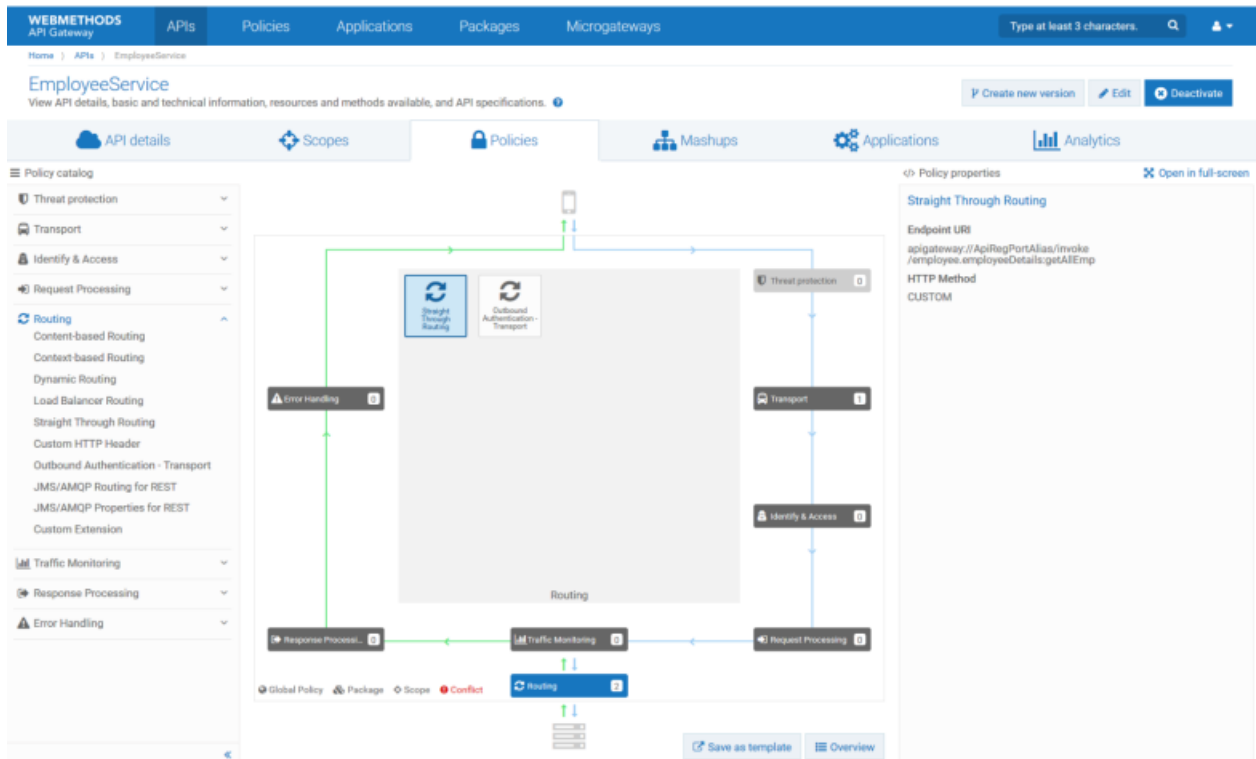 WEBMETHODS
API Gateway
APIs
Policies
Applications
Packages
Microgateways
Type at least 3 characters.
Home > APIs > EmployeeService
EmployeeService
View API details, basic and technical information, resources and methods available, and API specifications.
Create new version
Edit
Deactivate
API details
Scopes
Policies
Mashups
Applications
Analytics
Policy catalog
Threat protection
Transport
Identify & Access
Request Processing
Routing
Content-based Routing
Context-based Routing
Dynamic Routing
Load Balancer Routing
Straight Through Routing
Custom HTTP Header
Outbound Authentication - Transport
JMS/AMQP Routing for REST
JMS/AMQP Properties for REST
Custom Extension
Traffic Monitoring
Response Processing
Error Handling
Straight
Through
Routing
Outbound
Authentication -
Transport
Threat protection 0
Error Handling 0
Transport 1
Identify & Access 0
Routing
Response Processi... 0
Traffic Monitoring 0
Request Processing 0
Routing 2
Global Policy
Package
Scope
Conflict
Save as template
Overview
</> Policy properties
Open in full-screen
Straight Through Routing
Endpoint URI
apigateway://ApiRegPortAlias/invoke
/employee.employeeDetails:getAllEmp
HTTP Method
CUSTOM